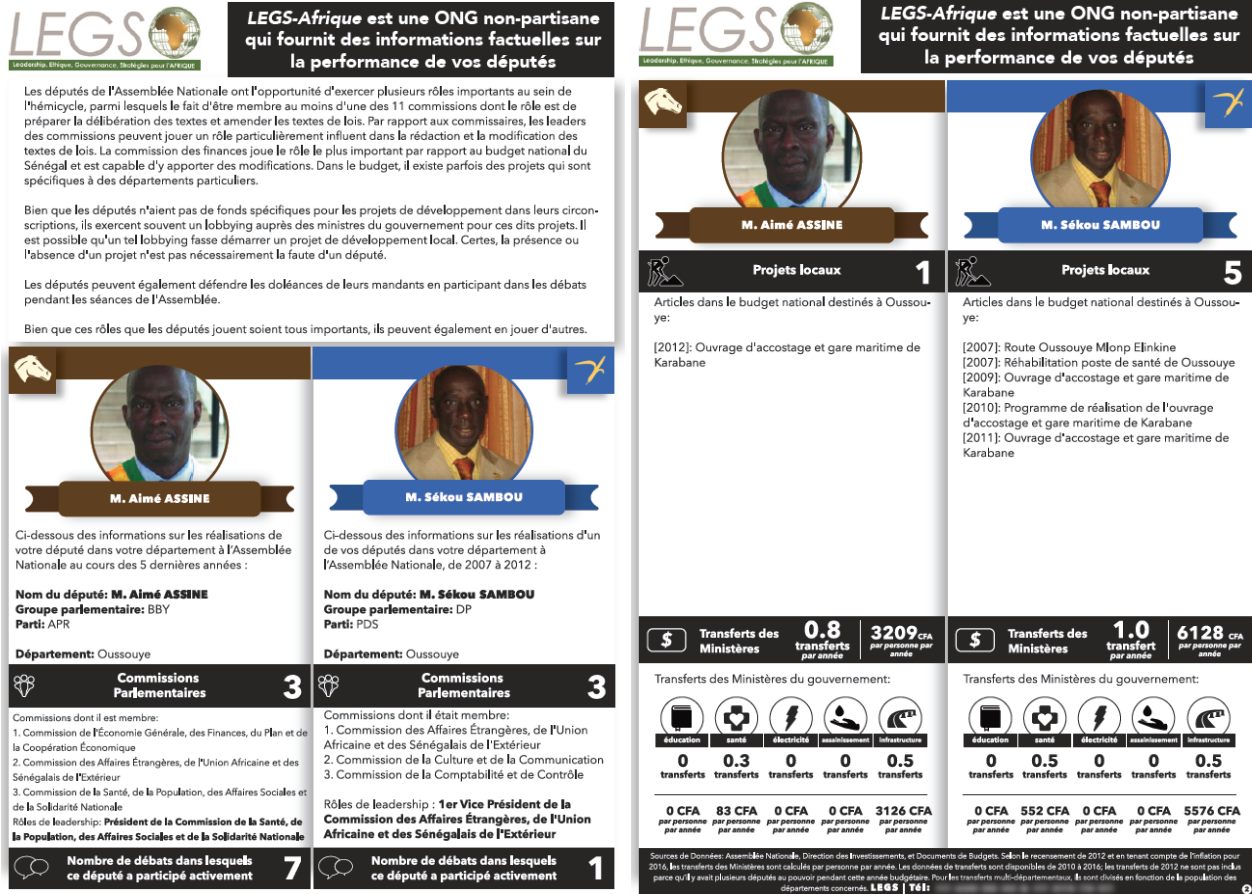 LEGS
Leadership, Ethique, Gouvernance, Stratégies pour l'AFRIQUE
LEGS-Afrique est une ONG non-partisane
qui fournit des informations factuelles sur
la performance de vos députés
Les députés de l'Assemblée Nationale ont l'opportunité d'exercer plusieurs rôles importants au sein de
l'hémicycle, parmi lesquels le fait d'être membre au moins d'une des 11 commissions dont le rôle est de
préparer la délibération des textes et amender les textes de lois. Par rapport aux commissaires, les leaders
des commissions peuvent jouer un rôle particulièrement influent dans la rédaction et la modification des
textes de lois. La commission des finances joue le rôle le plus important par rapport au budget national du
Sénégal et est capable d'y apporter des modifications. Dans le budget, il existe parfois des projets qui sont
spécifiques à des départements particuliers.
Bien que les députés n'aient pas de fonds spécifiques pour les projets de développement dans leurs circon-
scriptions, ils exercent souvent un lobbying auprès des ministres du gouvernement pour ces dits projets. Il
est possible qu'un tel lobbying fasse démarrer un projet de développement local. Certes, la présence ou
l'absence d'un projet n'est pas nécessairement la faute d'un député.
Les députés peuvent également défendre les doléances de leurs mandants en participant dans les débats
pendant les séances de l'Assemblée.
Bien que ces rôles que les députés jouent soient tous importants, ils peuvent également en jouer d'autres.
M. Aimé ASSINE
Ci-dessous des informations sur les réalisations de
votre député dans votre département à l'Assemblée
Nationale au cours des 5 dernières années :
Nom du député: M. Aimé ASSINE
Groupe parlementaire: BBY
Parti: APR
Département: Oussouye
Commissions
Parlementaires
3
Commissions dont il est membre:
1. Commission de l'Économie Générale, des Finances, du Plan et de
la Coopération Économique
2. Commission des Affaires Étrangères, de l'Union Africaine et des
Sénégalais de l'Extérieur
3. Commission de la Santé, de la Population, des Affaires Sociales et
de la Solidarité Nationale
Rôles de leadership: Président de la Commission de la Santé, de
la Population, des Affaires Sociales et de la Solidarité Nationale
Nombre de débats dans lesquels
ce député a participé activement
7
M. Sékou SAMBOU
Ci-dessous des informations sur les réalisations d'un
de vos députés dans votre département à
l'Assemblée Nationale, de 2007 à 2012 :
Nom du député: M. Sékou SAMBOU
Groupe parlementaire: DP
Parti: PDS
Département: Oussouye
Commissions
Parlementaires
3
Commissions dont il était membre:
1. Commission des Affaires Étrangères, de l'Union
Africaine et des Sénégalais de l'Extérieur
2. Commission de la Culture et de la Communication
3. Commission de la Comptabilité et de Contrôle
Rôles de leadership : 1er Vice Président de la
Commission des Affaires Étrangères, de l'Union
Africaine et des Sénégalais de l'Extérieur
Nombre de débats dans lesquels
ce député a participé activement
1
LEGS
Leadership, Ethique, Gouvernance, Stratégies pour l'AFRIQUE
LEGS-Afrique est une ONG non-partisane
qui fournit des informations factuelles sur
la performance de vos députés
M. Aimé ASSINE
Projets locaux 1
Articles dans le budget national destinés à Oussou-
ye:
[2012]: Ouvrage d'accostage et gare maritime de
Karabane
$ Transferts des
Ministères
0.8
transferts
par année
3209 CFA
par personne par
année
Transferts des Ministères du gouvernement:
éducation santé électricité assainissement infrastructure
0 0.3 0 0 0.5
transferts transferts transferts transferts transferts
0 CFA 83 CFA 0 CFA 0 CFA 3126 CFA
par personne par personne par personne par personne par personne
par année par année par année par année par année
M. Sékou SAMBOU
Projets locaux 5
Articles dans le budget national destinés à Oussou-
ye:
[2007]: Route Oussouye Mlonp Elinkine
[2007]: Réhabilitation poste de santé de Oussouye
[2009]: Ouvrage d'accostage et gare maritime de
Karabane
[2010]: Programme de réalisation de l'ouvrage
d'accostage et gare maritime de Karabane
[2011]: Ouvrage d'accostage et gare maritime de
Karabane
$ Transferts des
Ministères
1.0
transfert
par année
6128 CFA
par personne par
année
Transferts des Ministères du gouvernement:
éducation santé électricité assainissement infrastructure
0 0.5 0 0 0.5
transferts transferts transferts transferts transferts
0 CFA 552 CFA 0 CFA 0 CFA 5576 CFA
par personne par personne par personne par personne par personne
par année par année par année par année par année
Sources de Données: Assemblée Nationale, Direction des Investissements, et Documents de Budgets. Selon le recensement de 2012 et en tenant compte de l'inflation pour
2016, les transferts des Ministères sont calculés par personne par année. Les données de transferts sont disponibles de 2010 à 2016; les transferts de 2012 ne sont pas inclus
parce qu'il y avait plusieurs députés au pouvoir pendant cette année budgétaire. Pour les transferts multi-départementaux, ils sont divisés en fonction de la population des
départements concernés. LEGS | Tél: